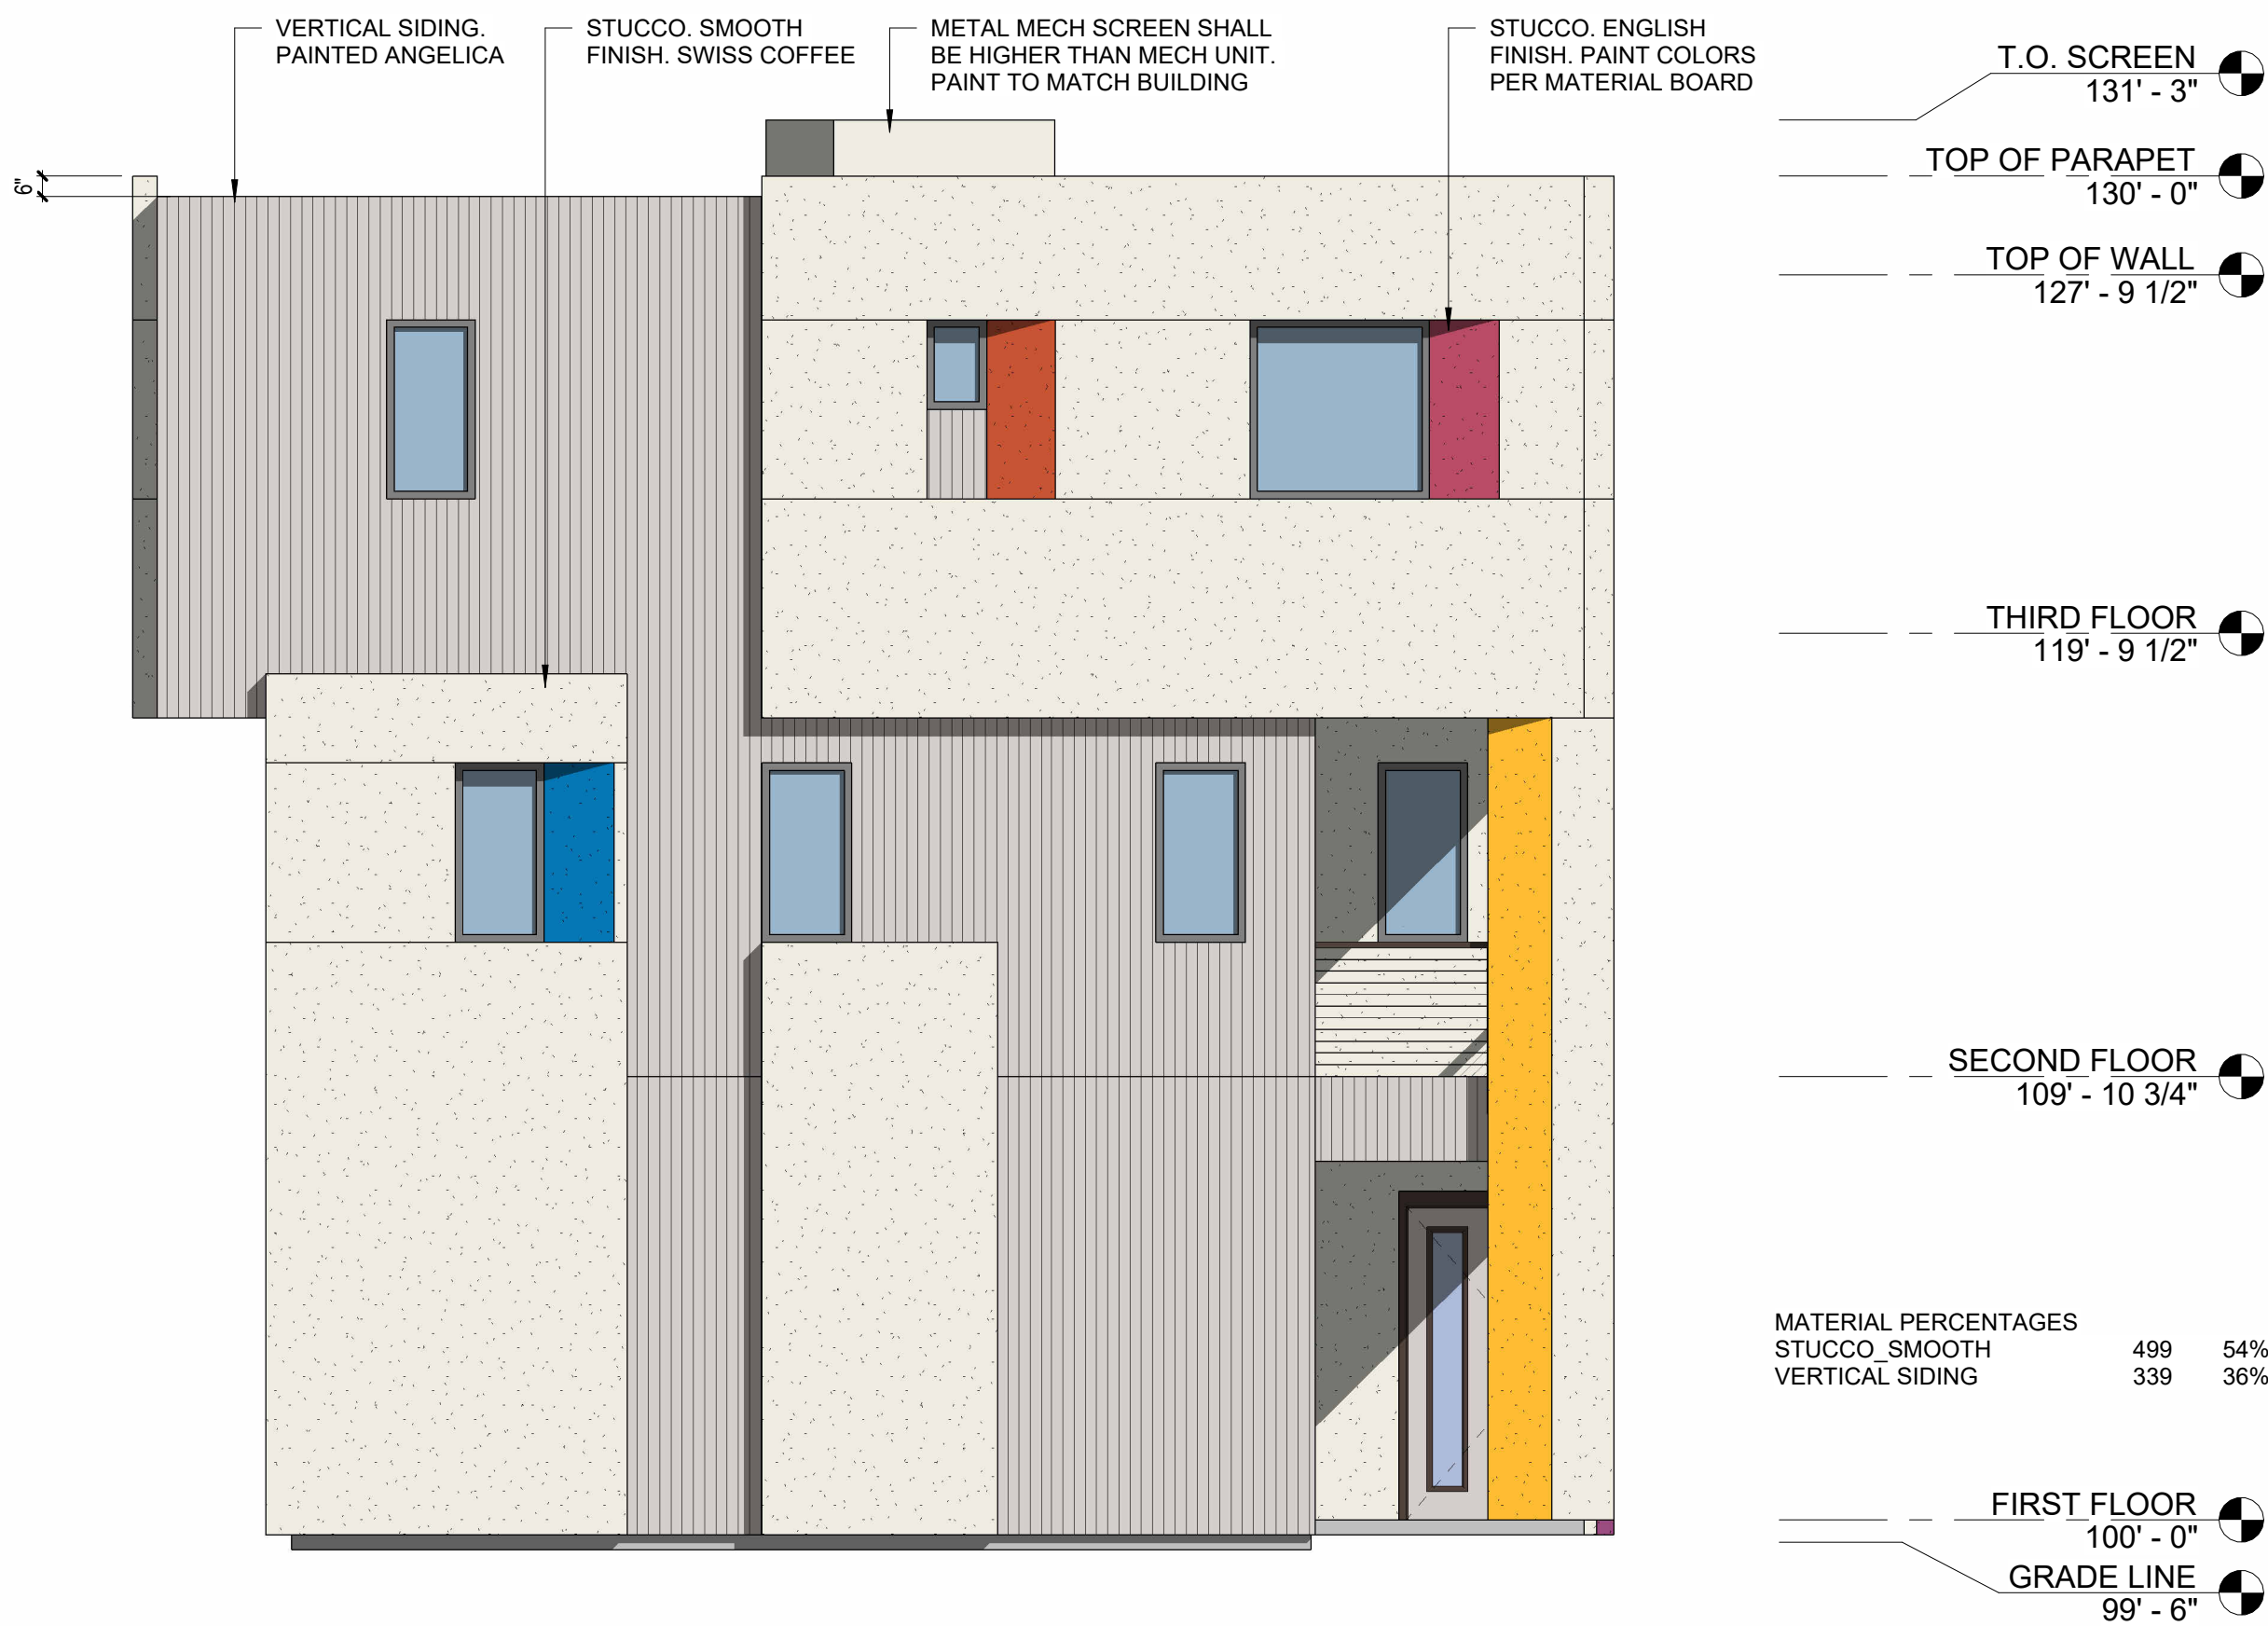 VERTICAL SIDING.
PAINTED ANGELICA
STUCCO. SMOOTH
FINISH. SWISS COFFEE
METAL MECH SCREEN SHALL
BE HIGHER THAN MECH UNIT.
PAINT TO MATCH BUILDING
STUCCO. ENGLISH
FINISH. PAINT COLORS
PER MATERIAL BOARD
T.O. SCREEN
131' - 3"
6"
TOP OF PARAPET
130' - 0"
TOP OF WALL
127' - 9 1/2"
THIRD FLOOR
119' - 9 1/2"
SECOND FLOOR
109' - 10 3/4"
MATERIAL PERCENTAGES
STUCCO_SMOOTH 499 54%
VERTICAL SIDING 339 36%
FIRST FLOOR
100' - 0"
GRADE LINE
99' - 6"